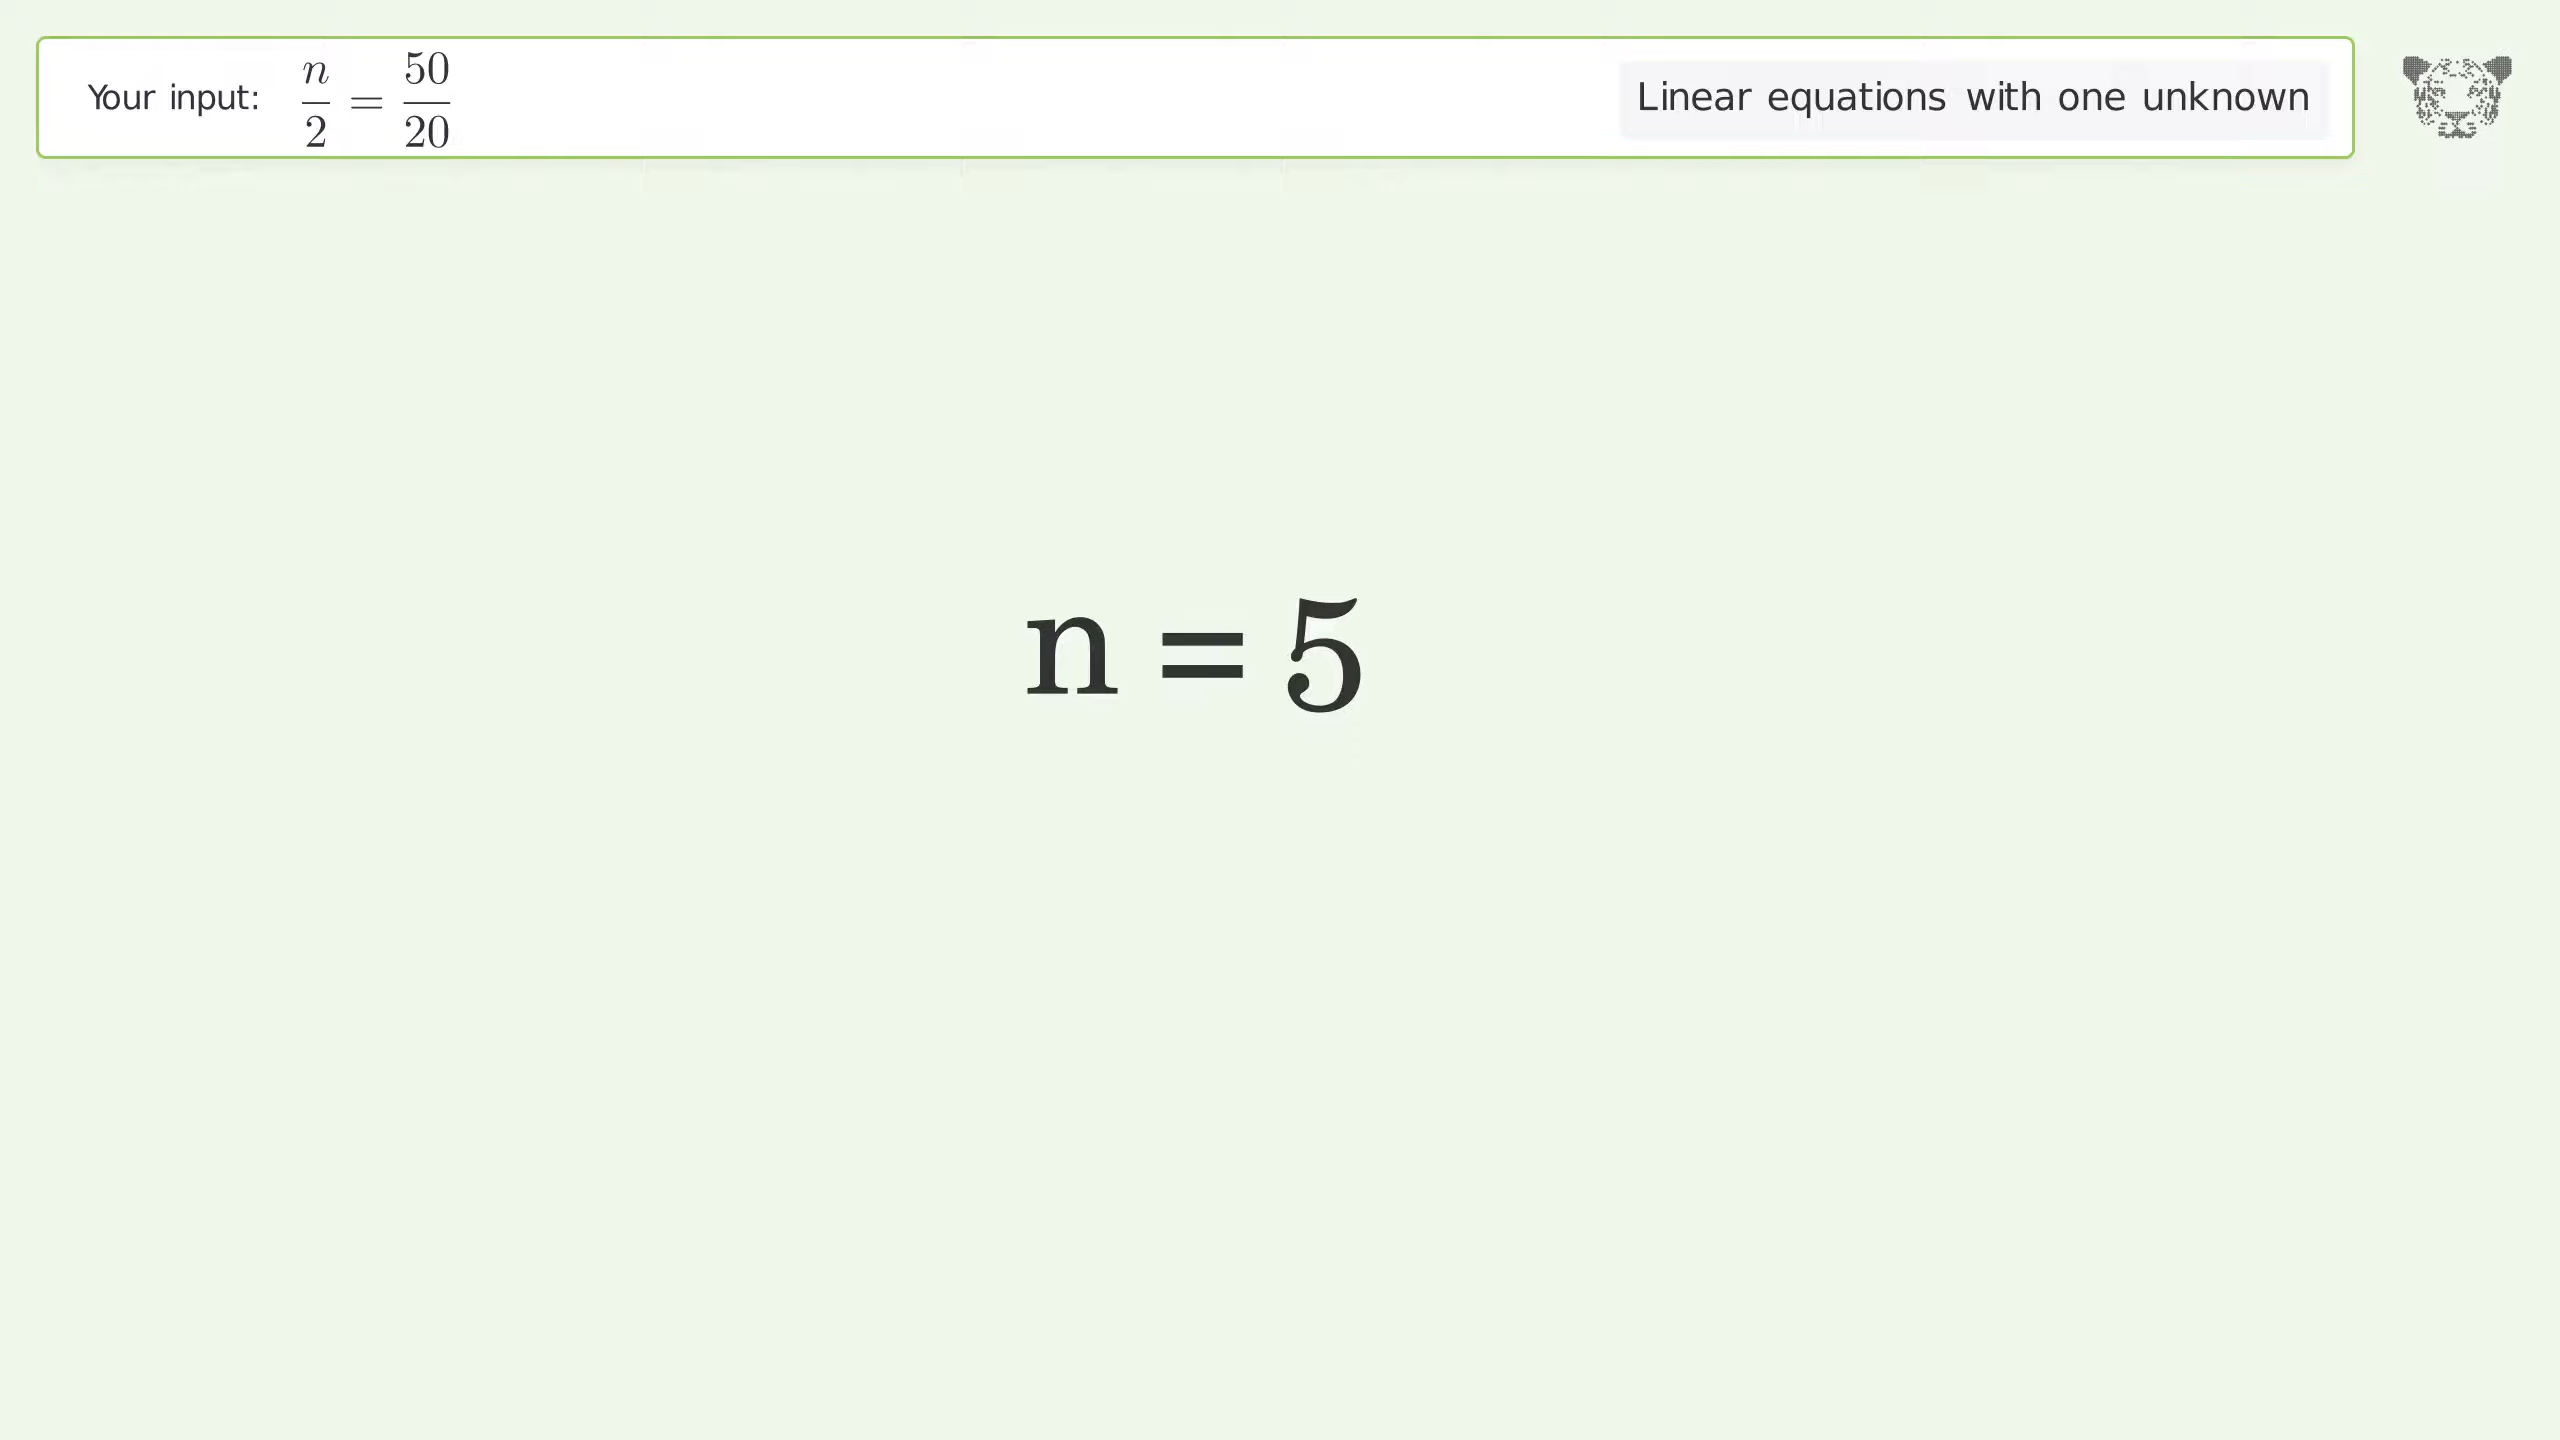 Your input: n/2 = 50/20
Linear equations with one unknown
n = 5